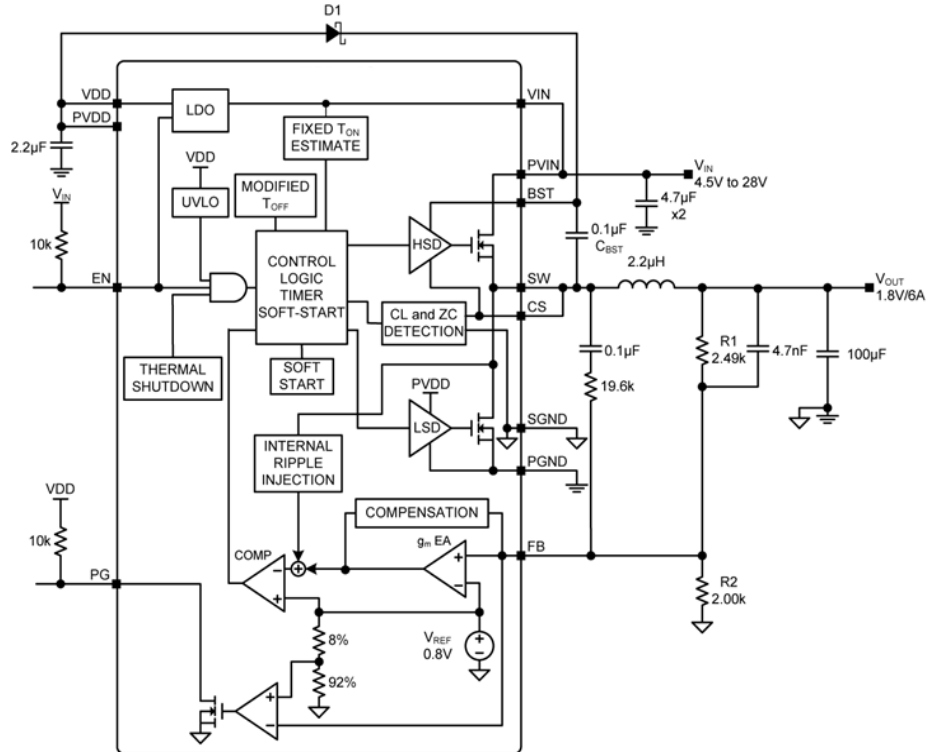 D1
VDD
PVDD
2.2µF
LDO
VIN
FIXED TON
ESTIMATE
PVIN
VIN
4.5V to 28V
BST
4.7µF
x2
0.1µF
CBST
VDD
UVLO
MODIFIED
TOFF
VIN
10k
EN
HSD
CONTROL
LOGIC
TIMER
SOFT-START
SW
2.2µH
VOUT
1.8V/6A
CS
CL and ZC
DETECTION
THERMAL
SHUTDOWN
SOFT
START
0.1µF
19.6k
R1
2.49k
4.7nF
100µF
PVDD
LSD
SGND
PGND
INTERNAL
RIPPLE
INJECTION
VDD
10k
PG
COMPENSATION
gm EA
+
−
FB
COMP
−
+
+
R2
2.00k
8%
92%
VREF
0.8V
+
−
+
−